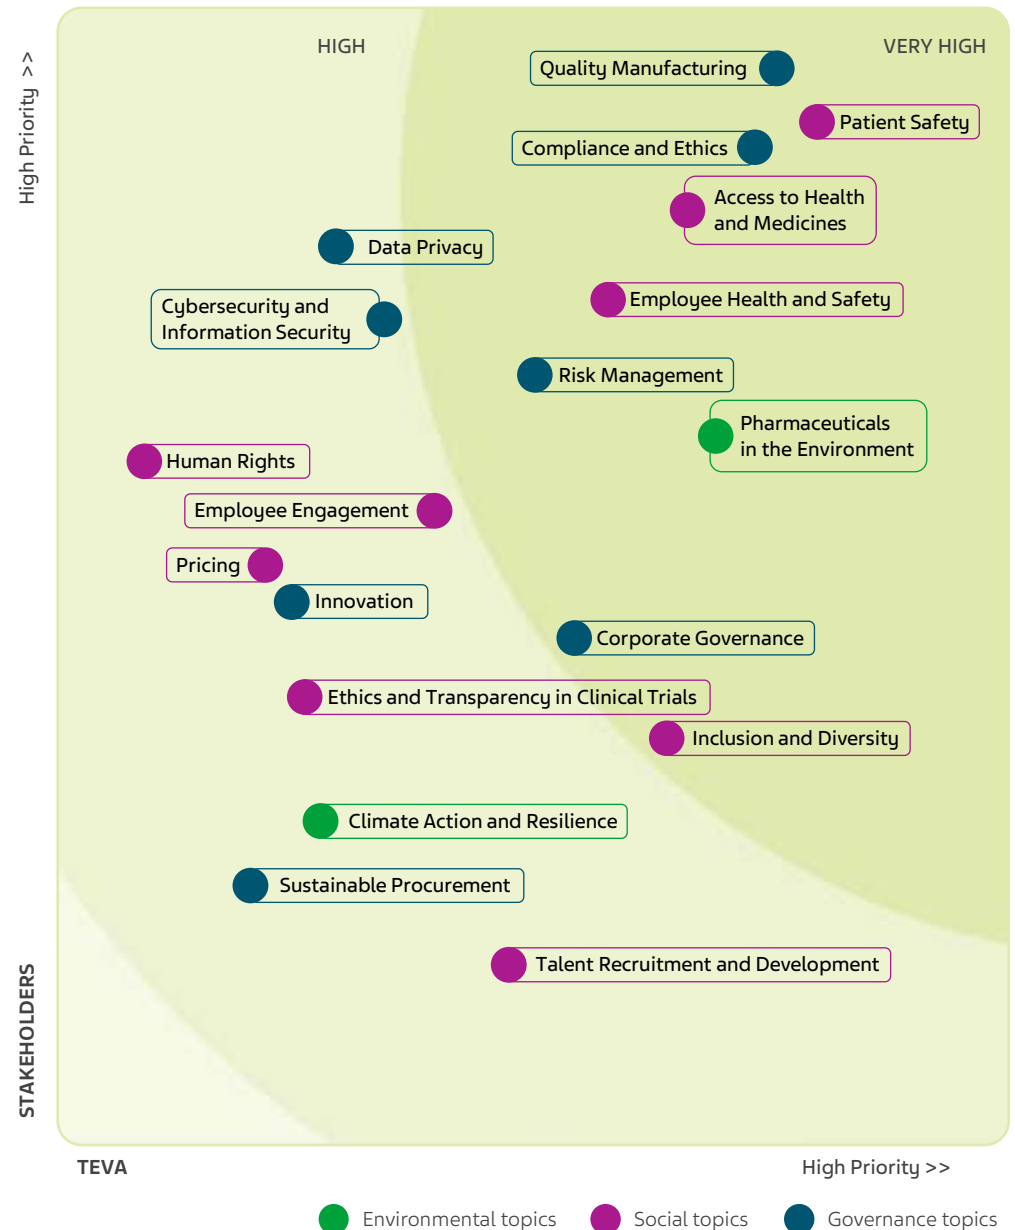 High Priority >>
HIGH
VERY HIGH
Quality Manufacturing
Patient Safety
Compliance and Ethics
Access to Health
and Medicines
Data Privacy
Employee Health and Safety
Cybersecurity and
Information Security
Risk Management
Pharmaceuticals
in the Environment
Human Rights
Employee Engagement
Pricing
Innovation
Corporate Governance
Ethics and Transparency in Clinical Trials
Inclusion and Diversity
Climate Action and Resilience
Sustainable Procurement
Talent Recruitment and Development
STAKEHOLDERS
TEVA
High Priority >>
Environmental topics
Social topics
Governance topics